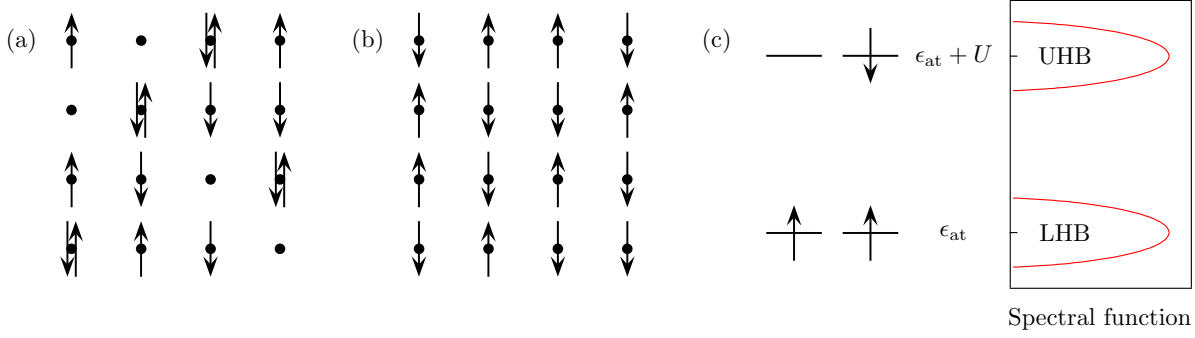 (a)
(b)
(c)
ϵat + U
UHB
ϵat
LHB
Spectral function